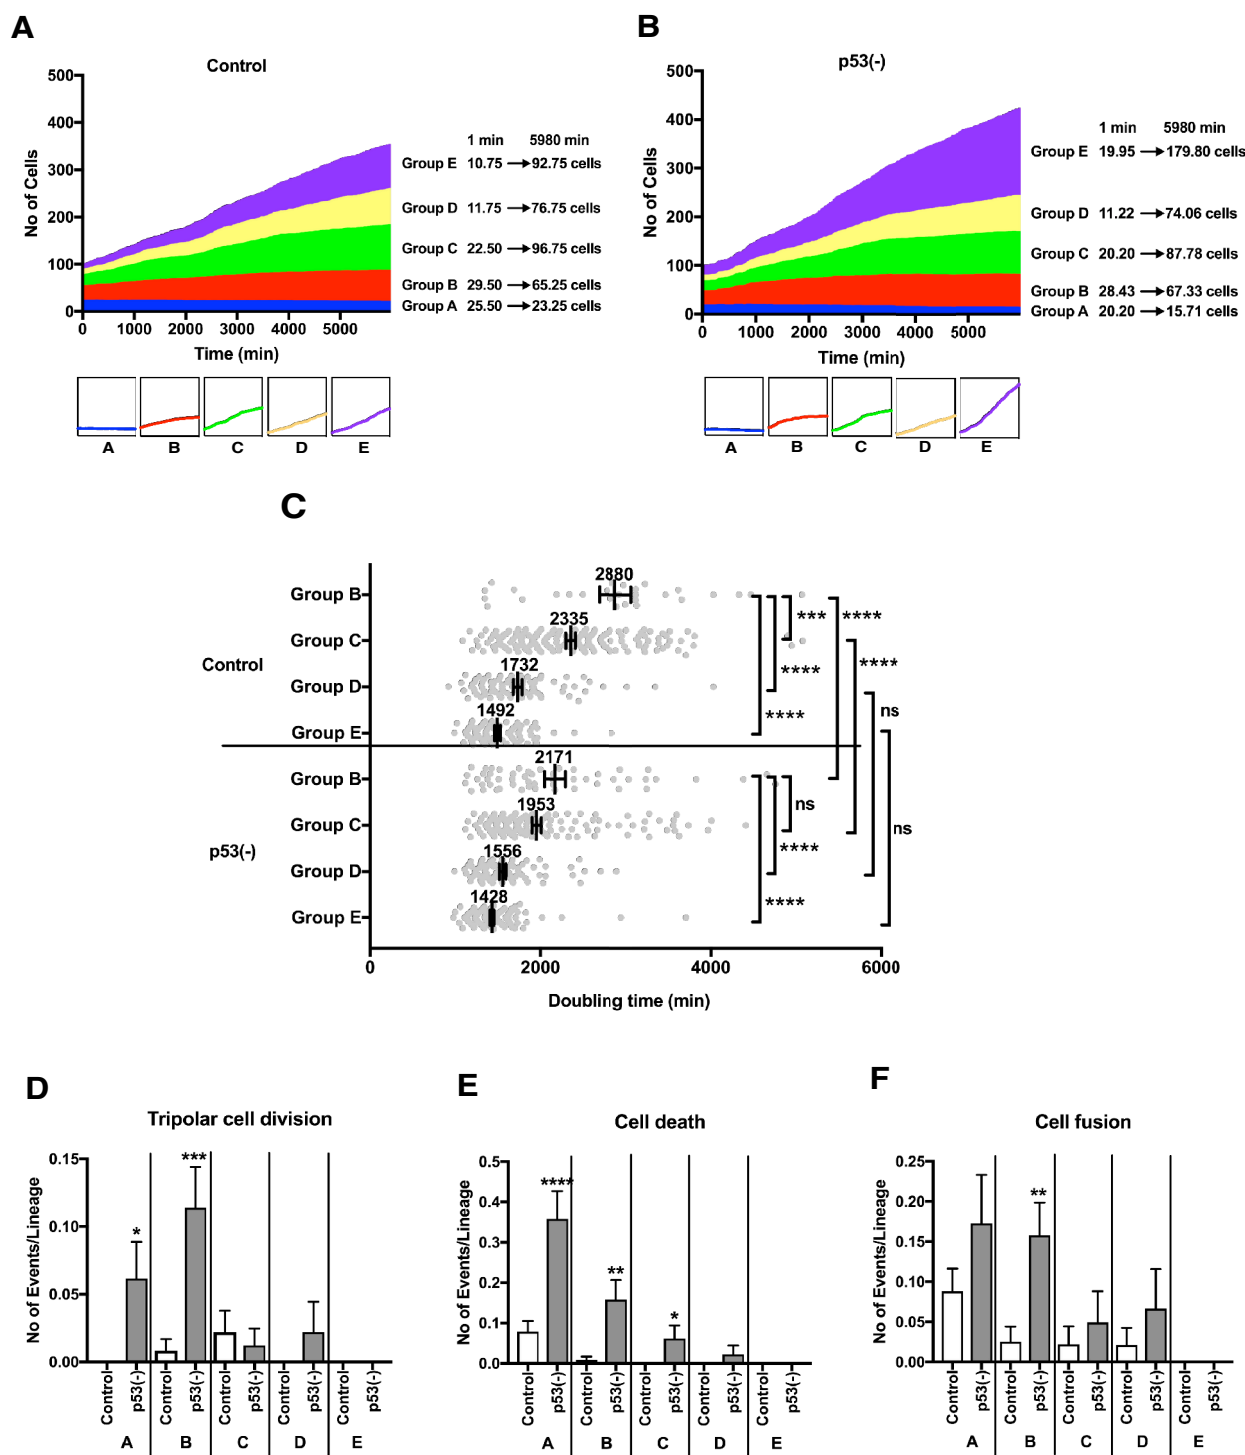 A
Control
500
400
300
200
100
0
No of Cells
0 1000 2000 3000 4000 5000
Time (min)
1 min 5980 min
Group E 10.75 → 92.75 cells
Group D 11.75 → 76.75 cells
Group C 22.50 → 96.75 cells
Group B 29.50 → 65.25 cells
Group A 25.50 → 23.25 cells
A B C D E
B
p53(-)
500
400
300
200
100
0
No of Cells
0 1000 2000 3000 4000 5000
Time (min)
1 min 5980 min
Group E 19.95 → 179.80 cells
Group D 11.22 → 74.06 cells
Group C 20.20 → 87.78 cells
Group B 28.43 → 67.33 cells
Group A 20.20 → 15.71 cells
A B C D E
C
Control
Group B 2880
Group C 2335
Group D 1732
Group E 1492
p53(-)
Group B 2171
Group C 1953
Group D 1556
Group E 1428
*** ****
**** ****
**** ns
ns ns
****
****
0 2000 4000 6000
Doubling time (min)
D
Tripolar cell division
No of Events/Lineage
0.15
0.10
0.05
0.00
* ***
Control p53(-) Control p53(-) Control p53(-) Control p53(-) Control p53(-)
A B C D E
E
Cell death
No of Events/Lineage
0.5
0.4
0.3
0.2
0.1
0.0
**** ** *
Control p53(-) Control p53(-) Control p53(-) Control p53(-) Control p53(-)
A B C D E
F
Cell fusion
No of Events/Lineage
0.25
0.20
0.15
0.10
0.05
0.00
**
Control p53(-) Control p53(-) Control p53(-) Control p53(-) Control p53(-)
A B C D E